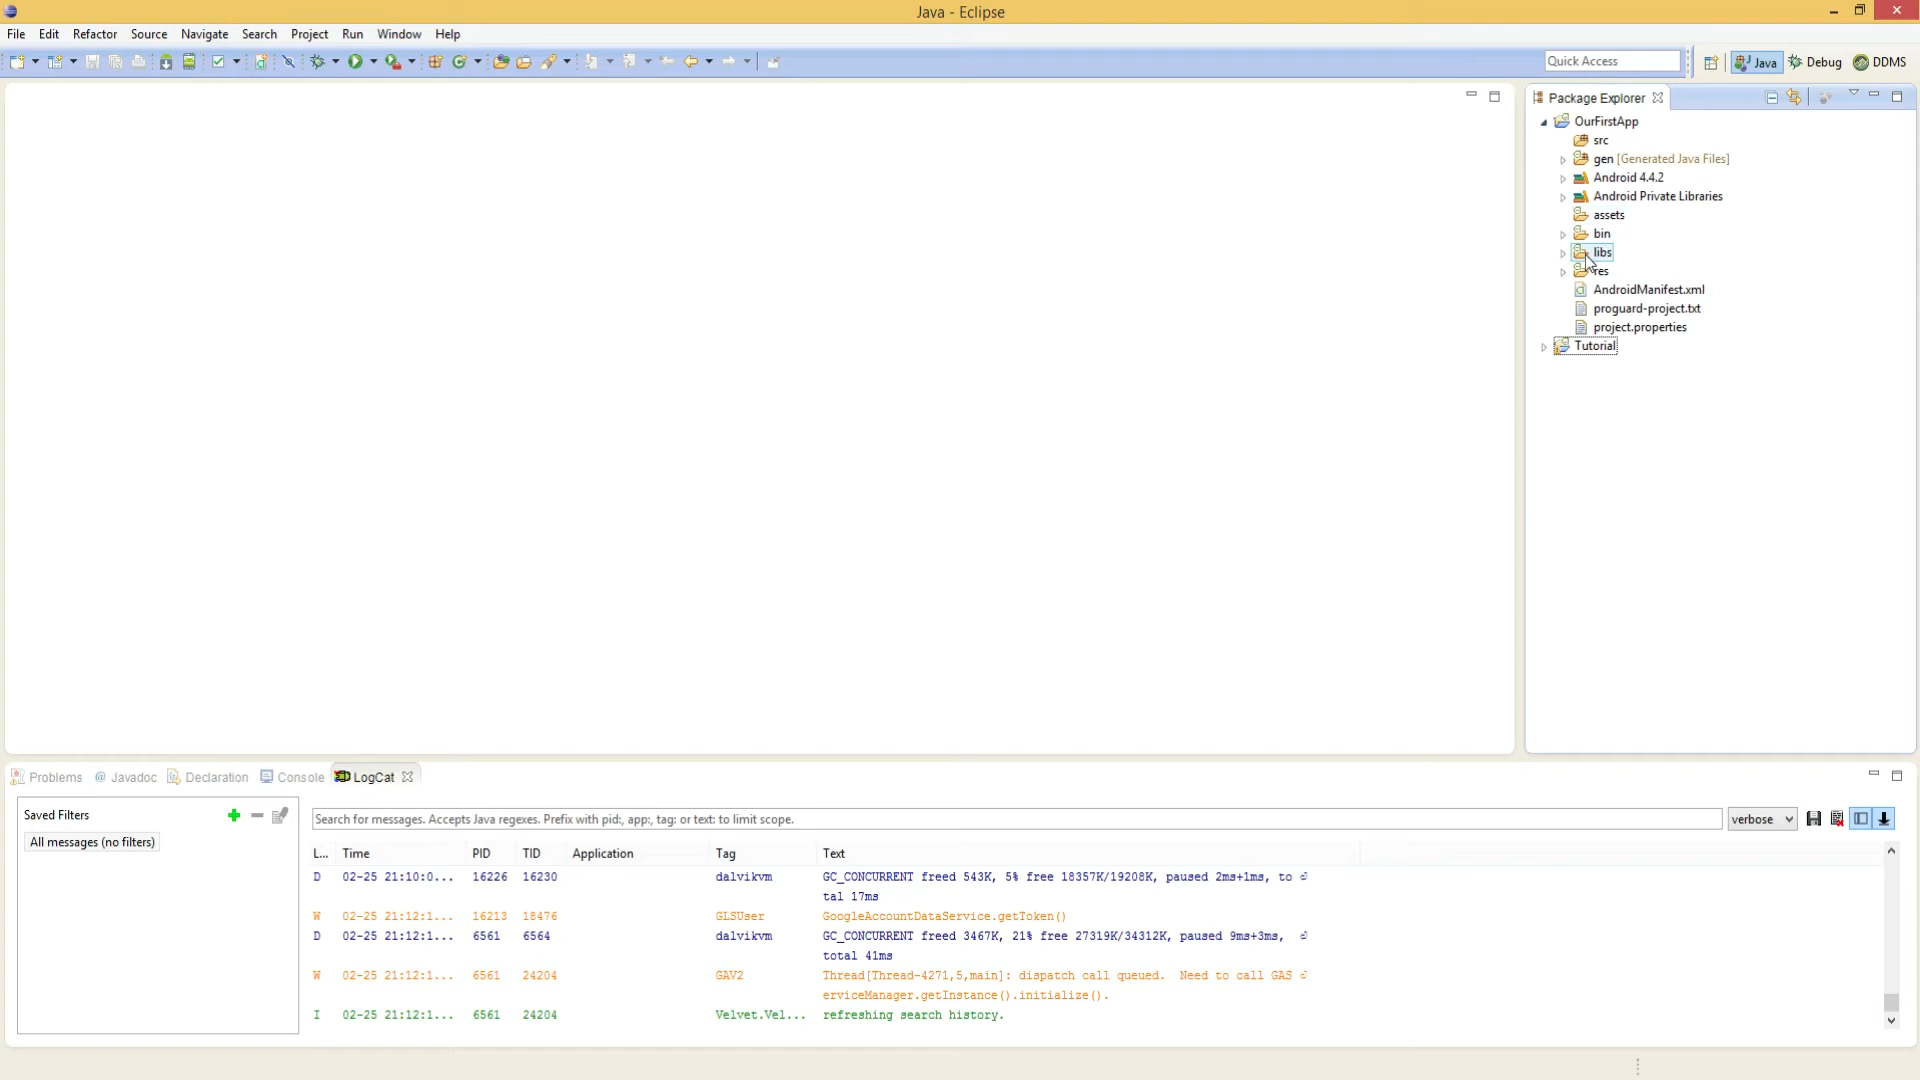 Java - Eclipse
File Edit Refactor Source Navigate Search Project Run Window Help
Quick Access Java Debug DDMS
Package Explorer
OurFirstApp
src
gen [Generated Java Files]
Android 4.4.2
Android Private Libraries
assets
bin
libs
res
AndroidManifest.xml
proguard-project.txt
project.properties
Tutorial
Problems @ Javadoc Declaration Console LogCat
Saved Filters
All messages (no filters)
Search for messages. Accepts Java regexes. Prefix with pid:, app:, tag: or text: to limit scope. verbose
L... Time PID TID Application Tag Text
D 02-25 21:10:0... 16226 16230 dalvikvm GC_CONCURRENT freed 543K, 5% free 18357K/19208K, paused 2ms+1ms, to
tal 17ms
W 02-25 21:12:1... 16213 18476 GLSUser GoogleAccountDataService.getToken()
D 02-25 21:12:1... 6561 6564 dalvikvm GC_CONCURRENT freed 3467K, 21% free 27319K/34312K, paused 9ms+3ms,
total 41ms
W 02-25 21:12:1... 6561 24204 GAV2 Thread[Thread-4271,5,main]: dispatch call queued. Need to call GAS
erviceManager.getInstance().initialize().
I 02-25 21:12:1... 6561 24204 Velvet.Vel... refreshing search history.